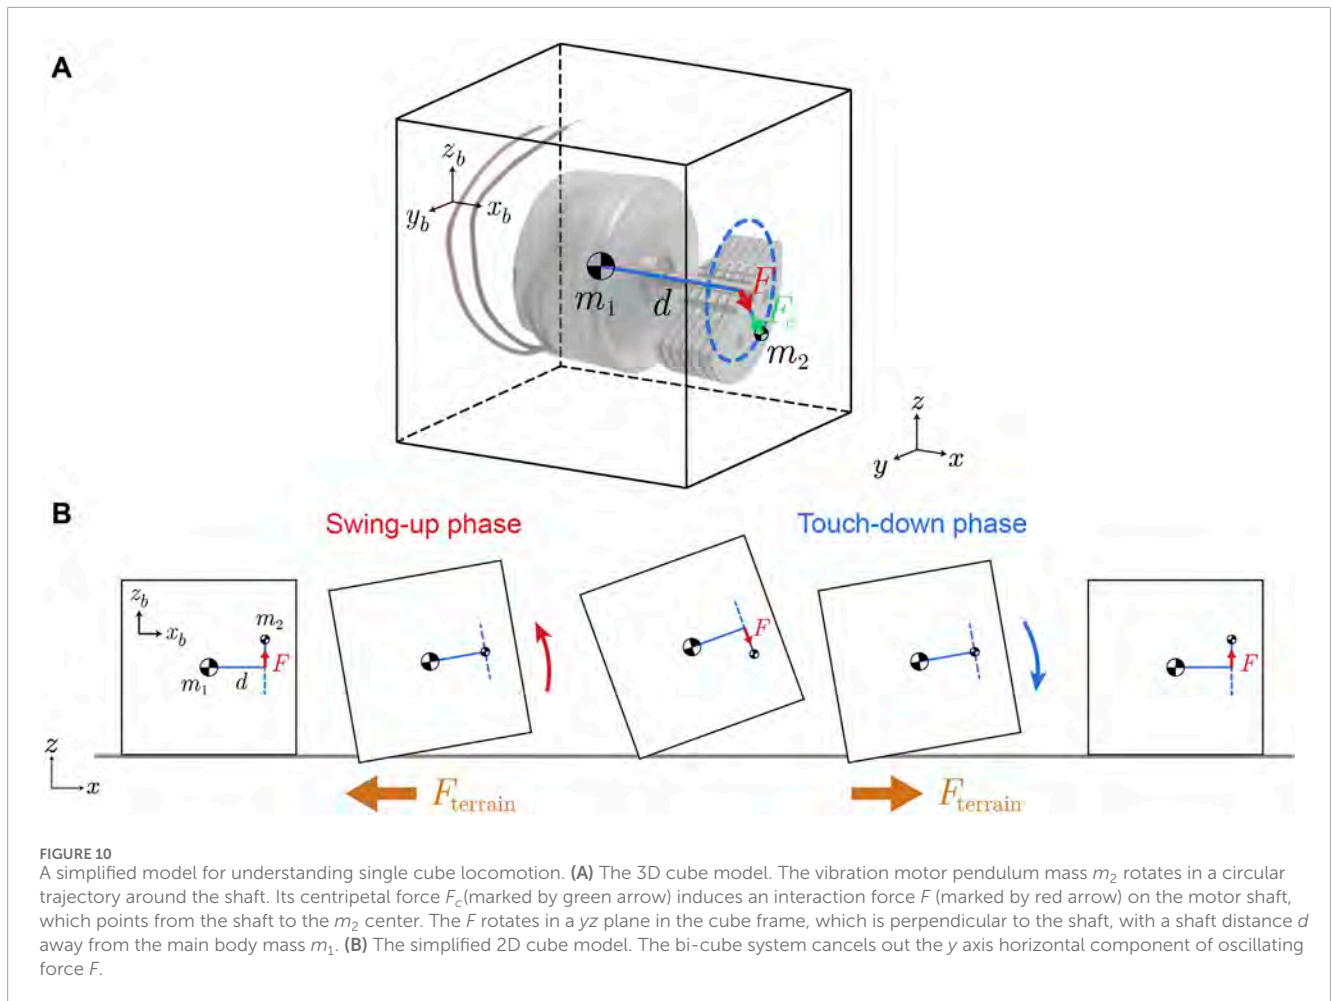 A
z_b
y_b
x_b
m_1
d
F
F_c
m_2
z
y
x
B
Swing-up phase
Touch-down phase
z_b
x_b
m_2
F
m_1
d
F
F
z
x
F_terrain
F_terrain
FIGURE 10
A simplified model for understanding single cube locomotion. (A) The 3D cube model. The vibration motor pendulum mass m_2 rotates in a circular
trajectory around the shaft. Its centripetal force F_c(marked by green arrow) induces an interaction force F (marked by red arrow) on the motor shaft,
which points from the shaft to the m_2 center. The F rotates in a yz plane in the cube frame, which is perpendicular to the shaft, with a shaft distance d
away from the main body mass m_1. (B) The simplified 2D cube model. The bi-cube system cancels out the y axis horizontal component of oscillating
force F.